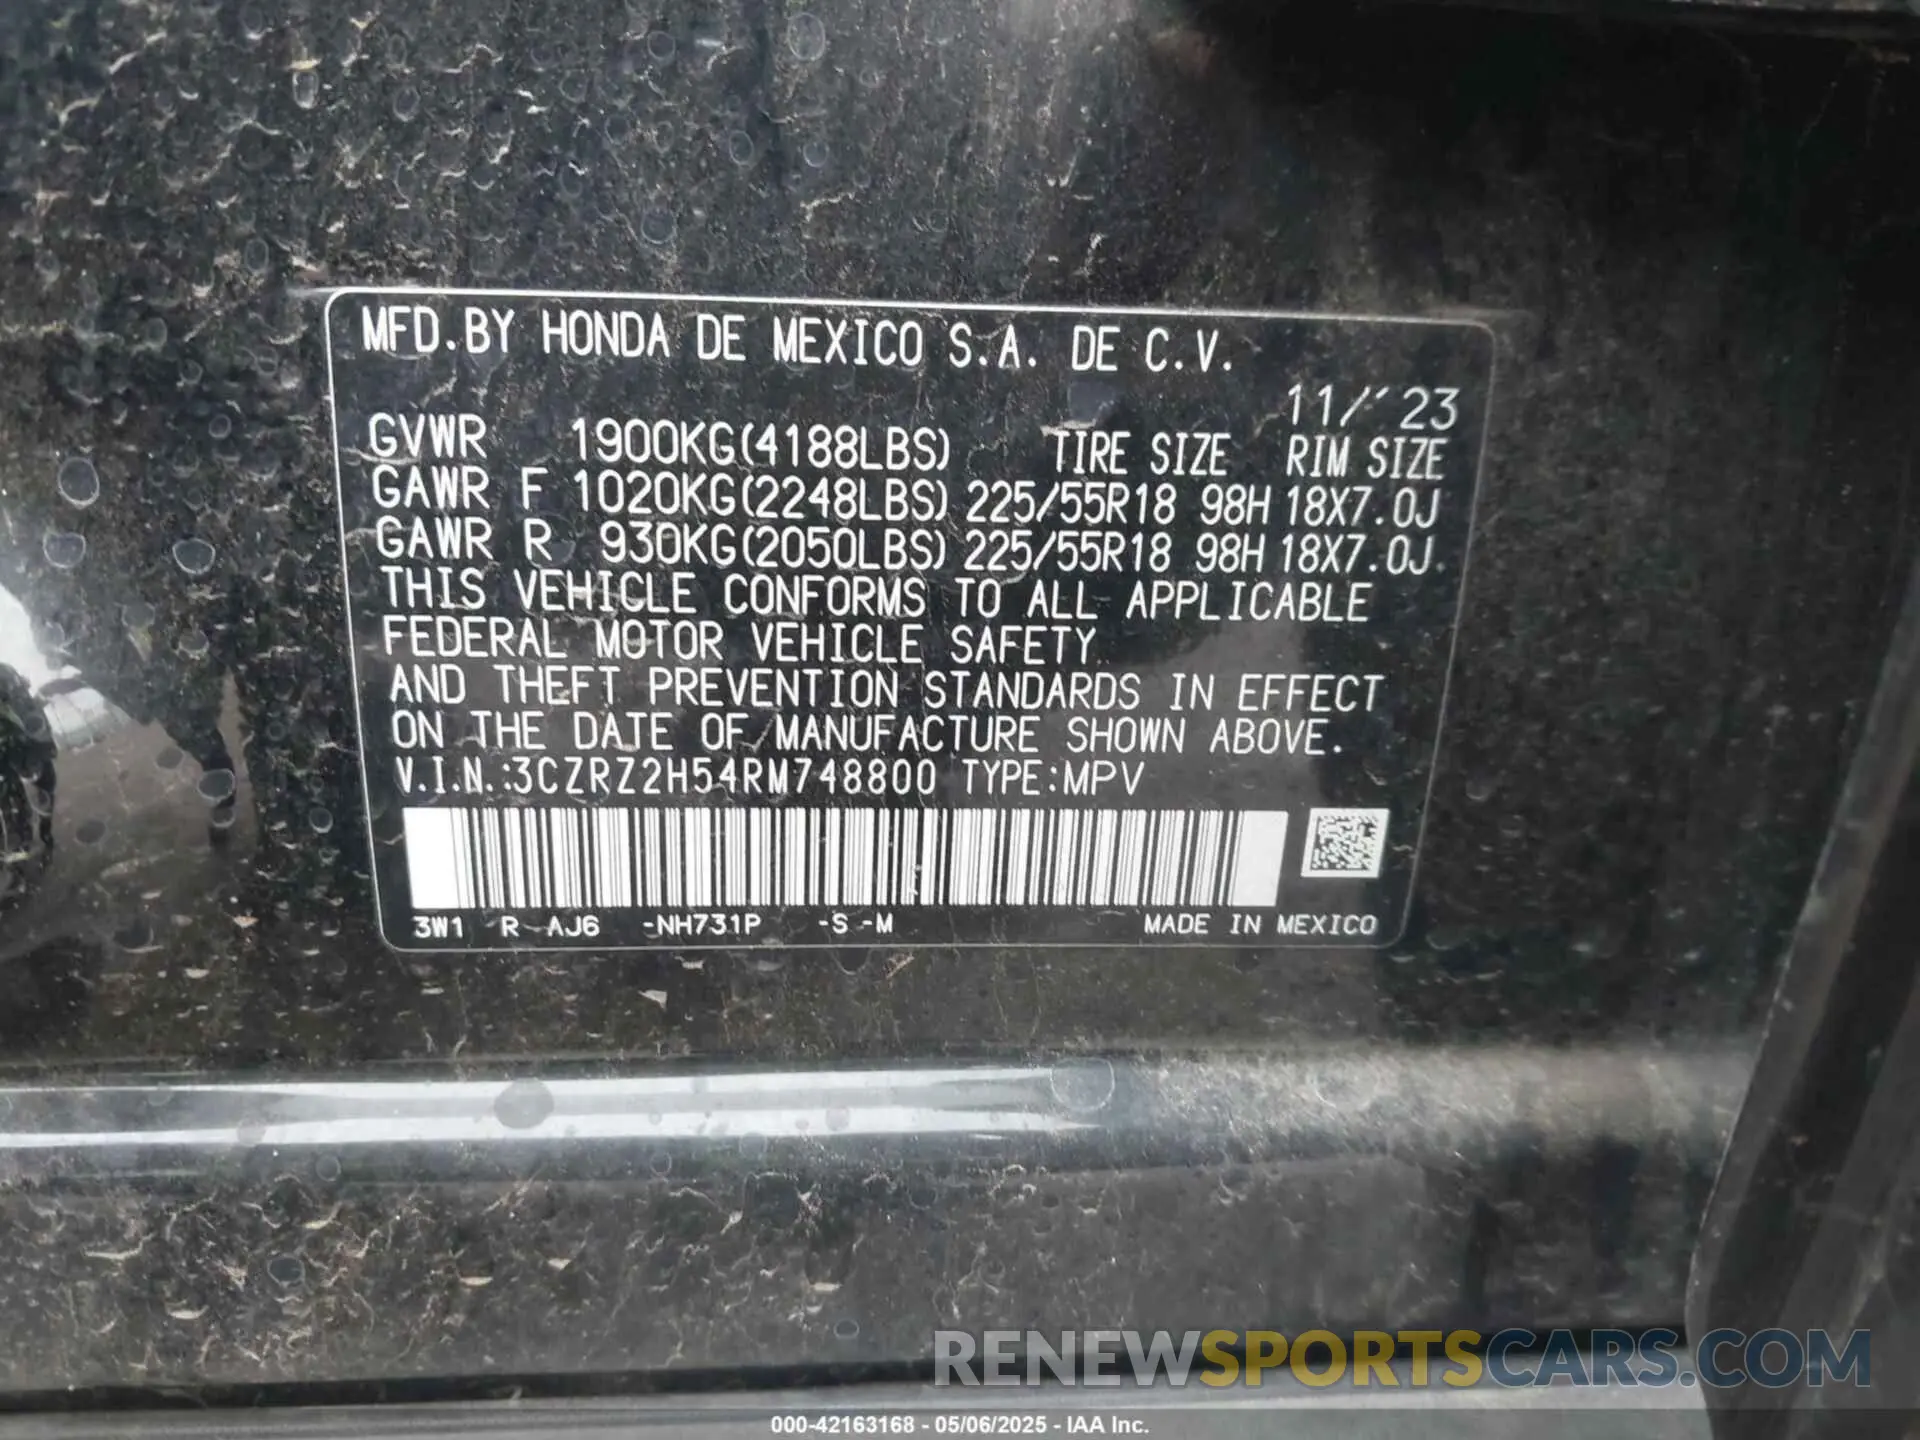 MFD.BY HONDA DE MEXICO S.A. DE C.V.
11/'23
GVWR 1900KG(4188LBS) TIRE SIZE RIM SIZE
GAWR F 1020KG(2248LBS) 225/55R18 98H 18X7.0J
GAWR R 930KG(2050LBS) 225/55R18 98H 18X7.0J
THIS VEHICLE CONFORMS TO ALL APPLICABLE
FEDERAL MOTOR VEHICLE SAFETY
AND THEFT PREVENTION STANDARDS IN EFFECT
ON THE DATE OF MANUFACTURE SHOWN ABOVE.
V.I.N.:3CZRZ2H54RM748800 TYPE:MPV
3W1 R AJ6 -NH731P -S -M MADE IN MEXICO
RENEWSPORTSCARS.COM
000-42163168 - 05/06/2025 - IAA Inc.